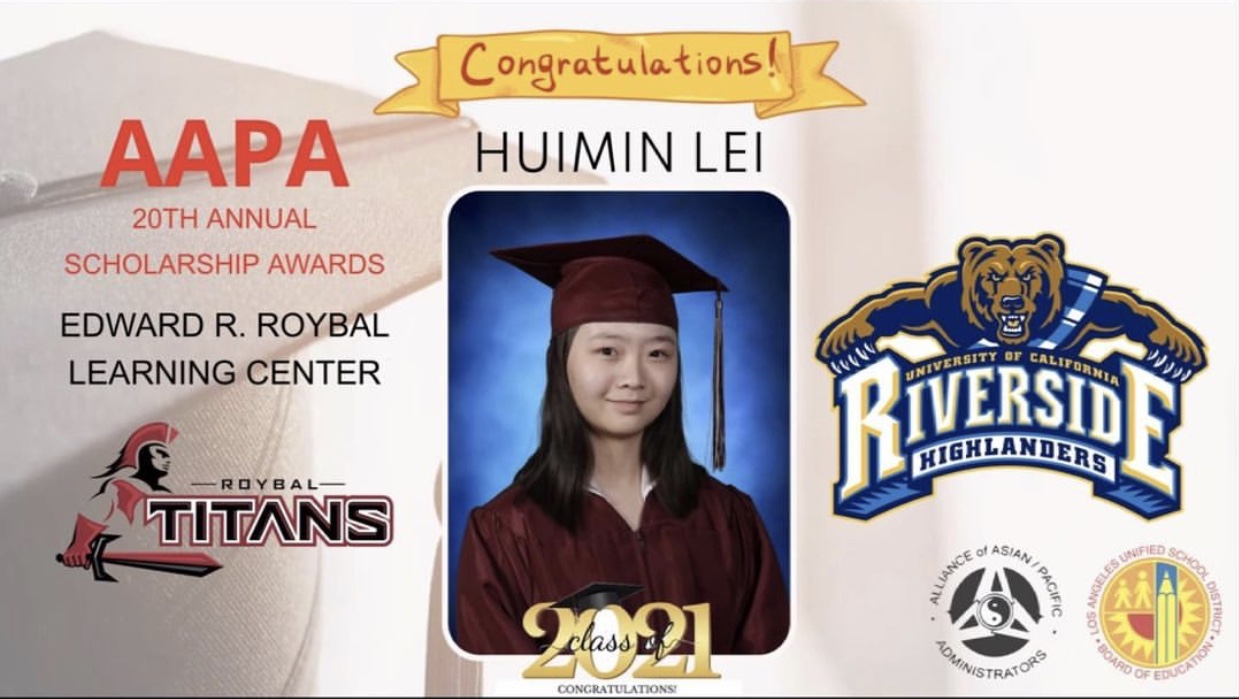 Congratulations!
HUIMIN LEI
AAPA
20TH ANNUAL
SCHOLARSHIP AWARDS
EDWARD R. ROYBAL
LEARNING CENTER
ROYBAL
TITANS
UNIVERSITY OF CALIFORNIA
RIVERSIDE
HIGHLANDERS
2021
class of
CONGRATULATIONS!
ALLIANCE of ASIAN / PACIFIC
ADMINISTRATORS
LOS ANGELES UNIFIED SCHOOL DISTRICT
BOARD OF EDUCATION